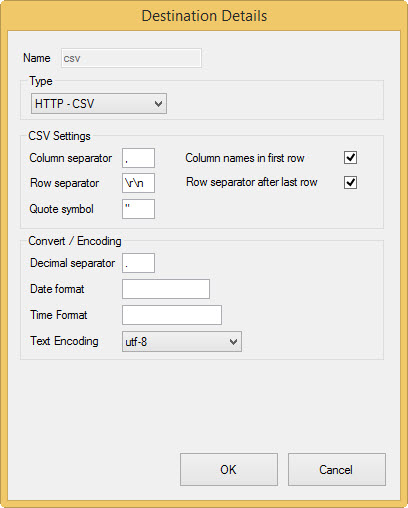 Destination Details
Name csv
Type
HTTP - CSV
CSV Settings
Column separator , Column names in first row
Row separator \r\n Row separator after last row
Quote symbol "
Convert / Encoding
Decimal separator .
Date format
Time Format
Text Encoding utf-8
OK Cancel